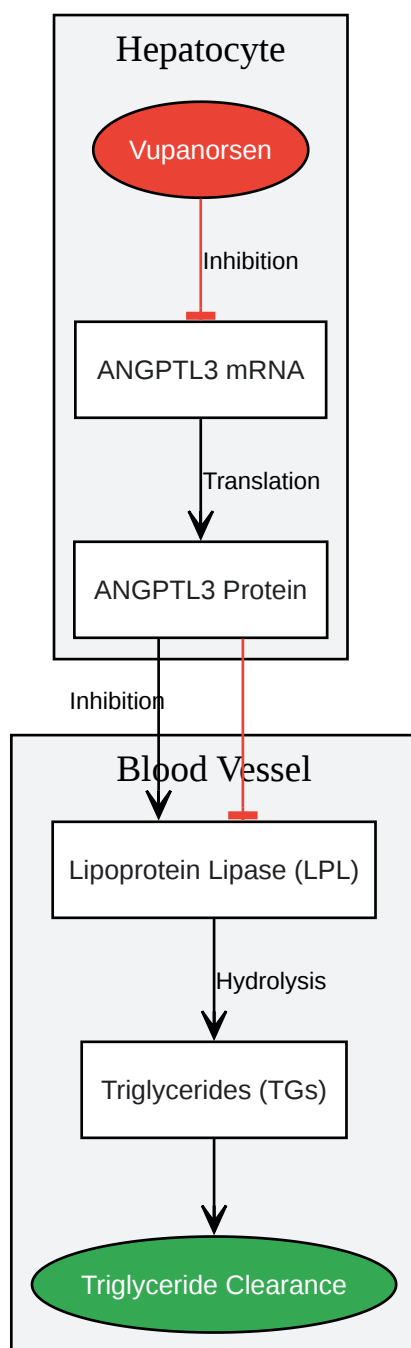 Hepatocyte
Vupanorsen
Inhibition
ANGPTL3 mRNA
Translation
ANGPTL3 Protein
Inhibition
Blood Vessel
Lipoprotein Lipase (LPL)
Hydrolysis
Triglycerides (TGs)
Triglyceride Clearance